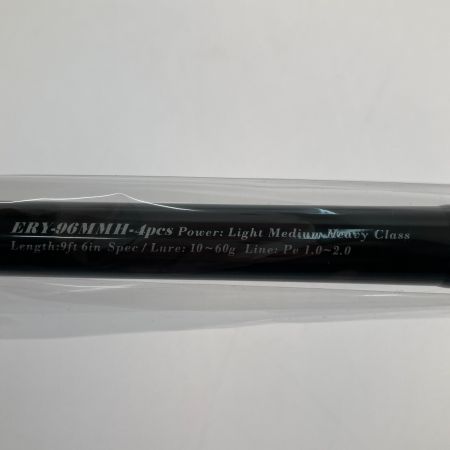 ERY-96MMH-4pcs Power: Light Medium Heavy Class
Length: 9ft 6in Spec / Lure: 10~60g Line: Pe 1.0~2.0